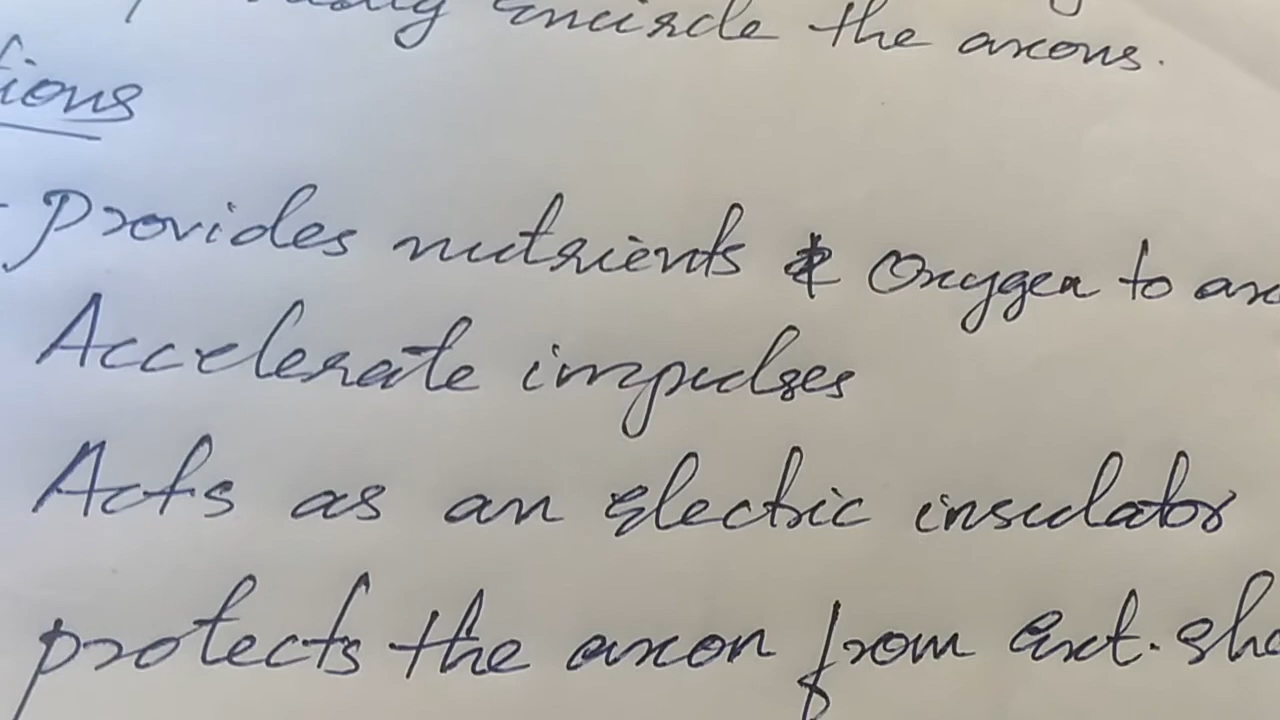 encircle the axons.
provides nutrients & oxygen to
Accelerate impulses
Acts as an electric insulator
protects the axon from ext.